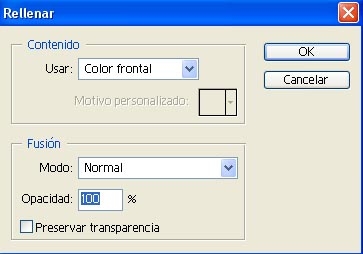 Rellenar
Contenido
Usar: Color frontal
Motivo personalizado:
OK
Cancelar
Fusión
Modo: Normal
Opacidad: 100 %
Preservar transparencia